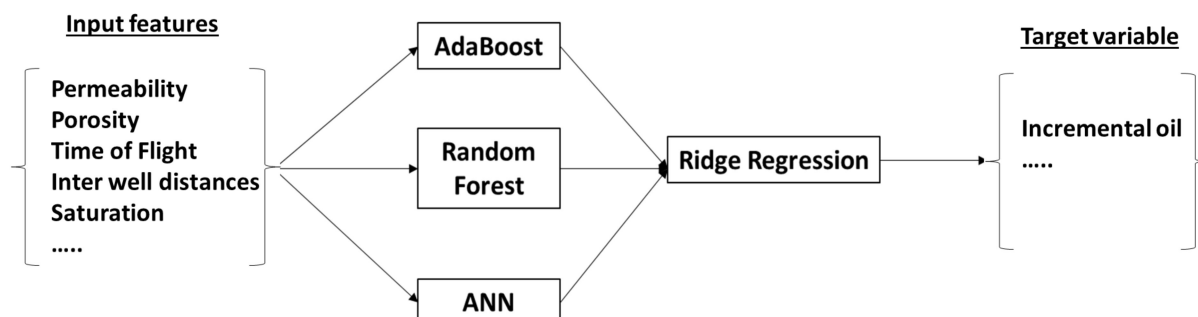 Input features
Permeability
Porosity
Time of Flight
Inter well distances
Saturation
.....
AdaBoost
Random
Forest
ANN
Ridge Regression
Target variable
Incremental oil
.....